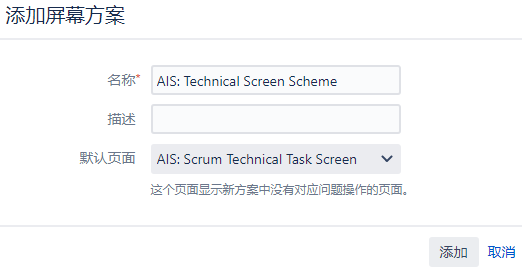 添加屏幕方案
名称*
AIS: Technical Screen Scheme
描述
默认页面
AIS: Scrum Technical Task Screen
这个页面显示新方案中没有对应问题操作的页面。
添加 取消